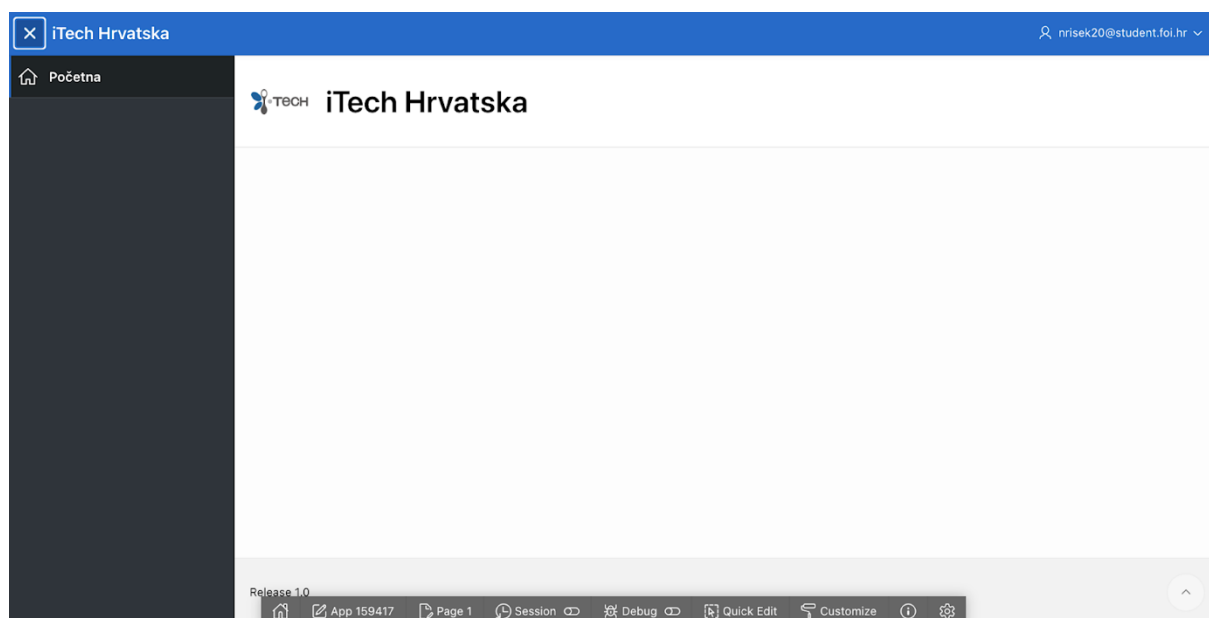 iTech Hrvatska
nrisek20@student.foi.hr
Početna
i-TECH iTech Hrvatska
Release 1.0
App 159417 Page 1 Session Debug Quick Edit Customize